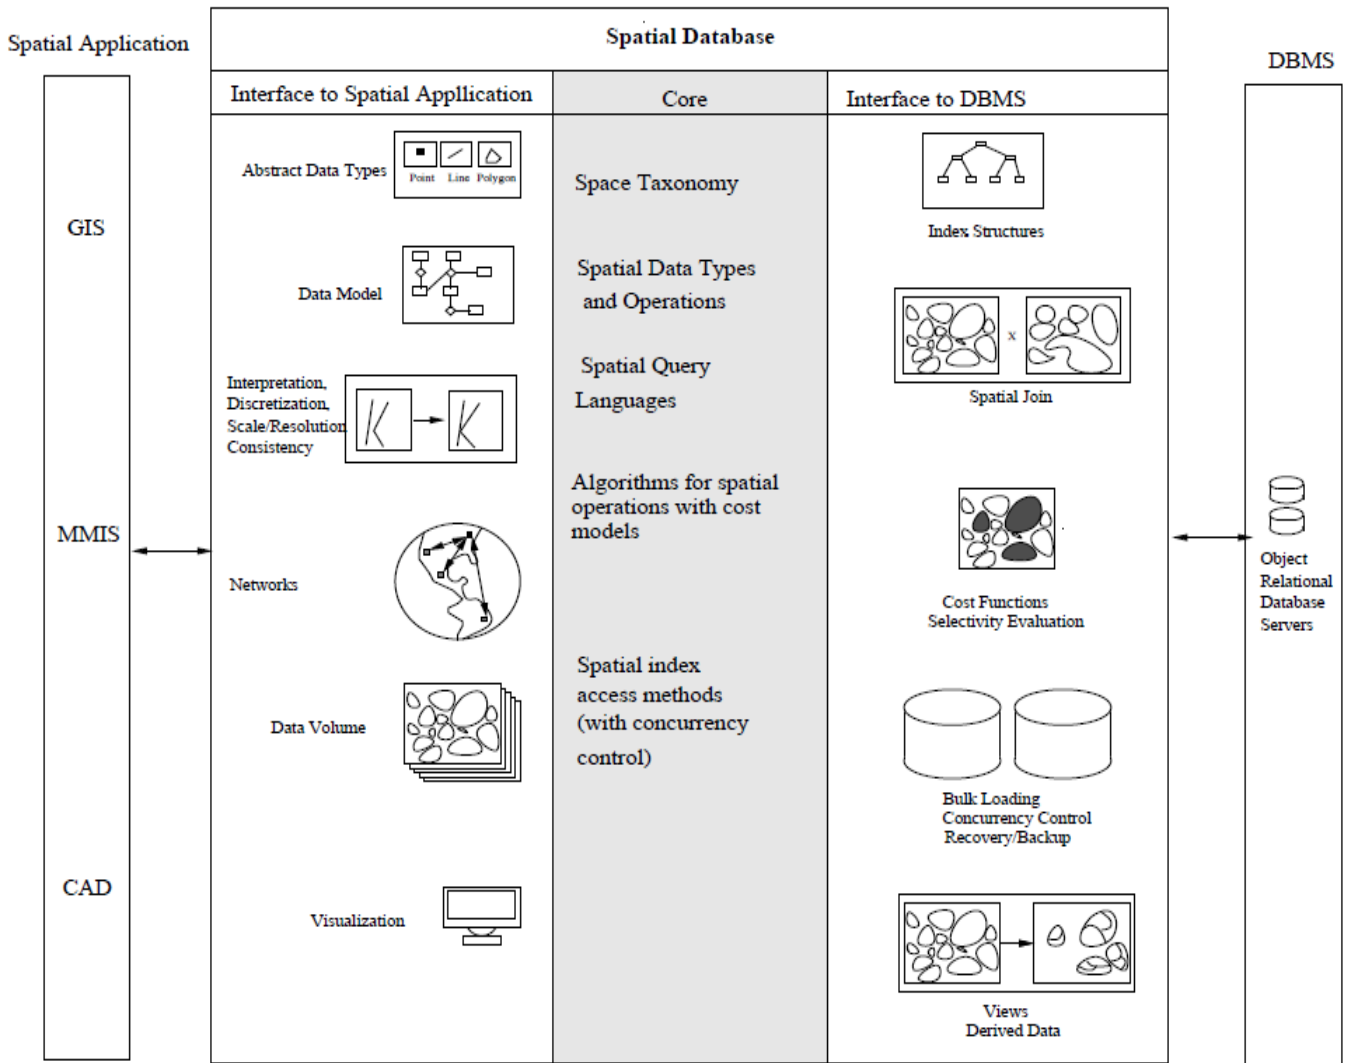 Spatial Application
GIS
MMIS
CAD
Spatial Database
Interface to Spatial Appllication
Abstract Data Types
Point Line Polygon
Data Model
Interpretation,
Discretization,
Scale/Resolution
Consistency
Networks
Data Volume
Visualization
Core
Space Taxonomy
Spatial Data Types
and Operations
Spatial Query
Languages
Algorithms for spatial
operations with cost
models
Spatial index
access methods
(with concurrency
control)
Interface to DBMS
Index Structures
x
Spatial Join
Cost Functions
Selectivity Evaluation
Bulk Loading
Concurrency Control
Recovery/Backup
Views
Derived Data
DBMS
Object
Relational
Database
Servers